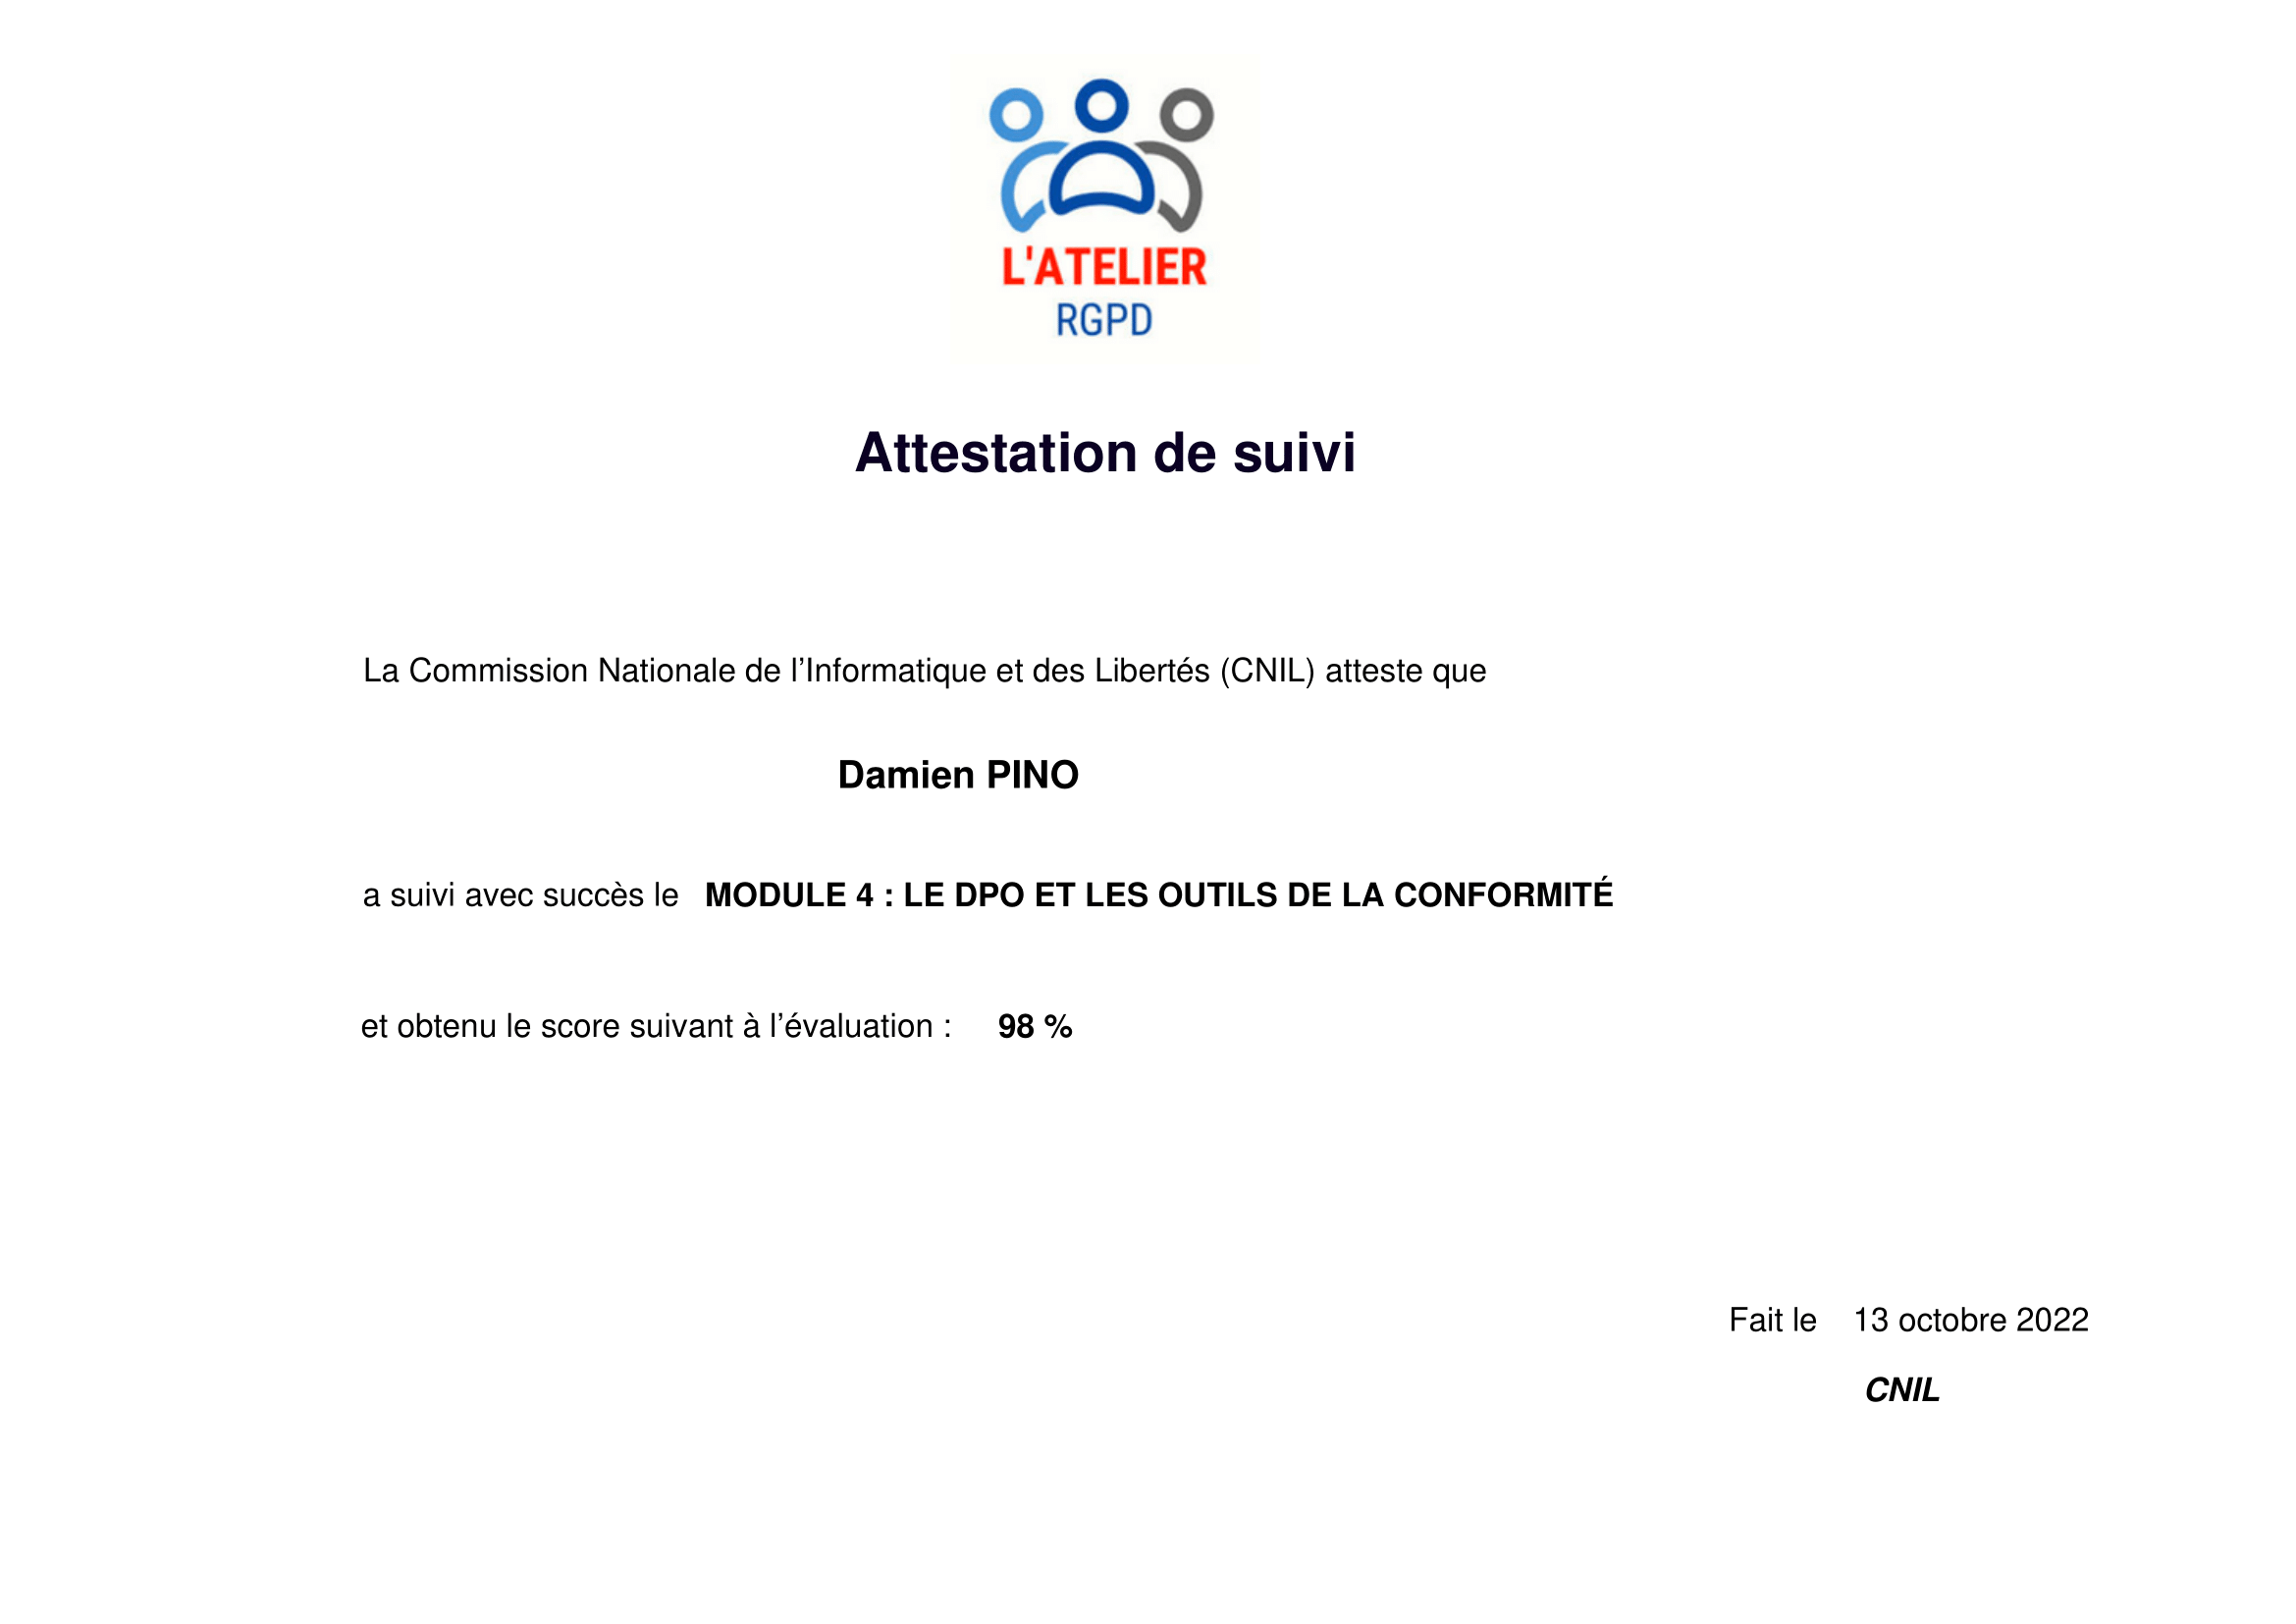 L'ATELIER
RGPD
Attestation de suivi
La Commission Nationale de l’Informatique et des Libertés (CNIL) atteste que
Damien PINO
a suivi avec succès le MODULE 4 : LE DPO ET LES OUTILS DE LA CONFORMITÉ
et obtenu le score suivant à l’évaluation : 98 %
Fait le 13 octobre 2022
CNIL